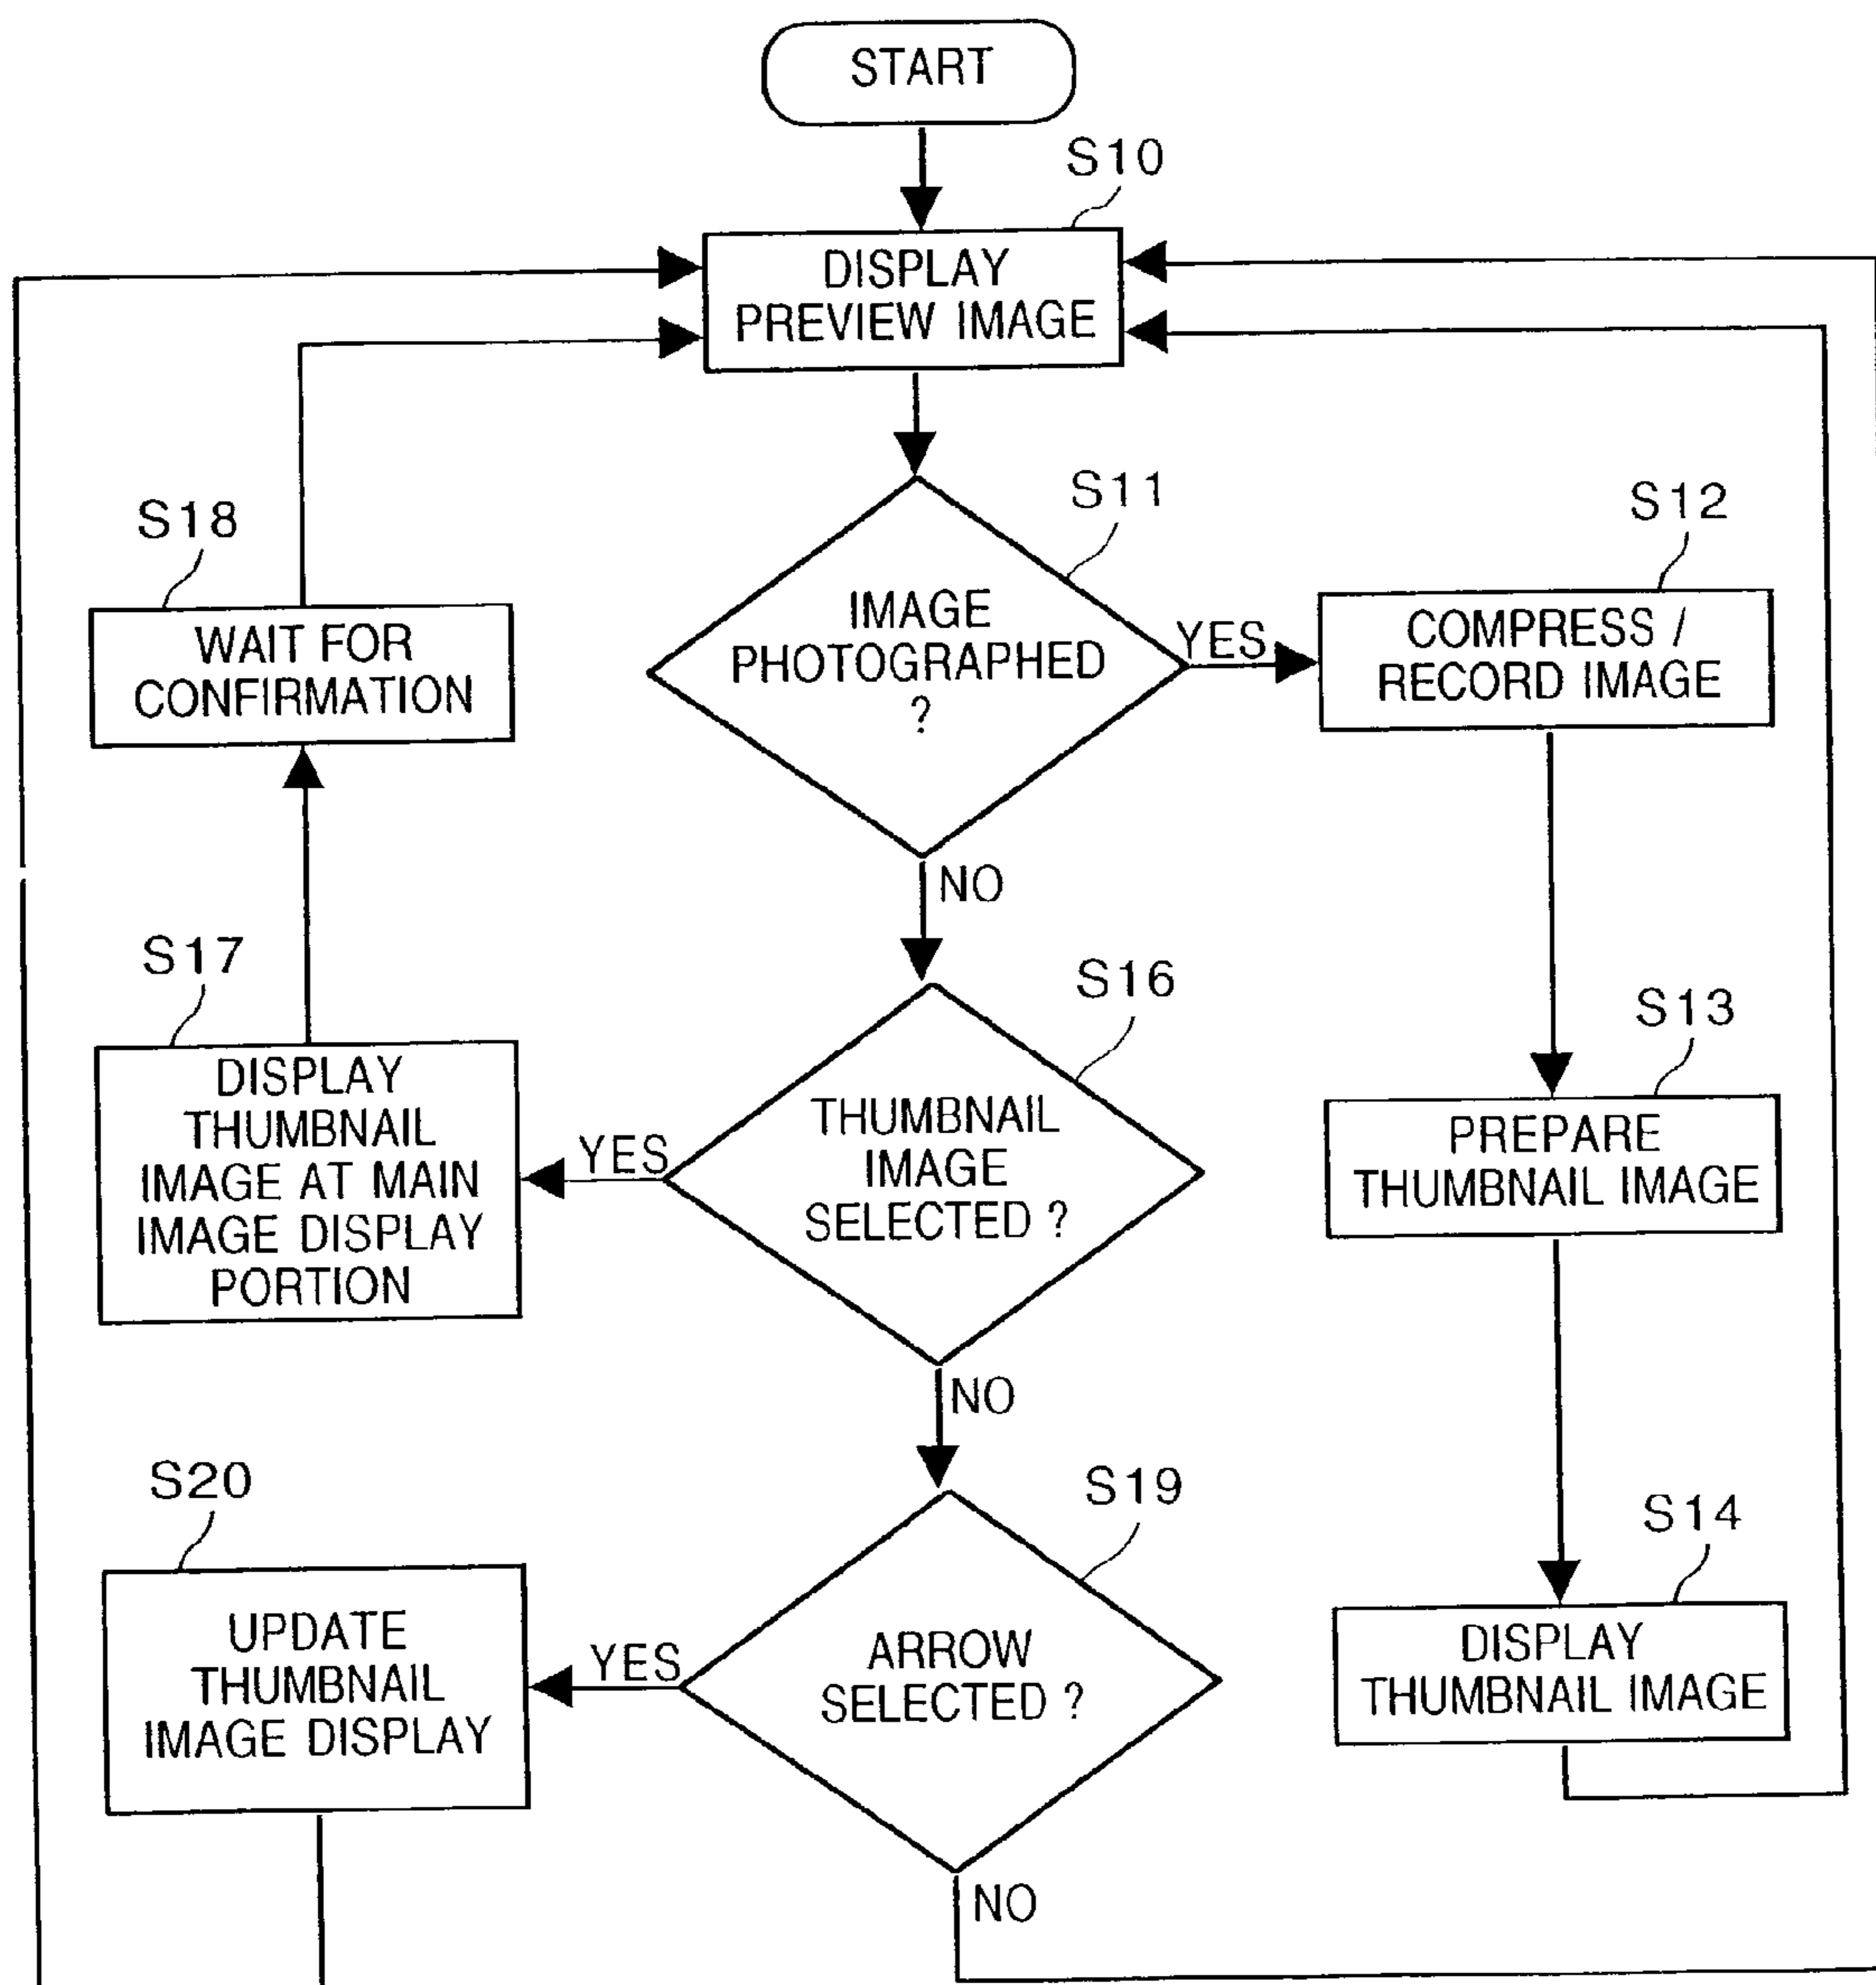 START
S10
DISPLAY
PREVIEW IMAGE
S11
IMAGE
PHOTOGRAPHED
?
YES
S12
COMPRESS /
RECORD IMAGE
S18
WAIT FOR
CONFIRMATION
NO
S17
DISPLAY
THUMBNAIL
IMAGE AT MAIN
IMAGE DISPLAY
PORTION
YES
S16
THUMBNAIL
IMAGE
SELECTED ?
S13
PREPARE
THUMBNAIL IMAGE
NO
S20
UPDATE
THUMBNAIL
IMAGE DISPLAY
YES
S19
ARROW
SELECTED ?
S14
DISPLAY
THUMBNAIL IMAGE
NO